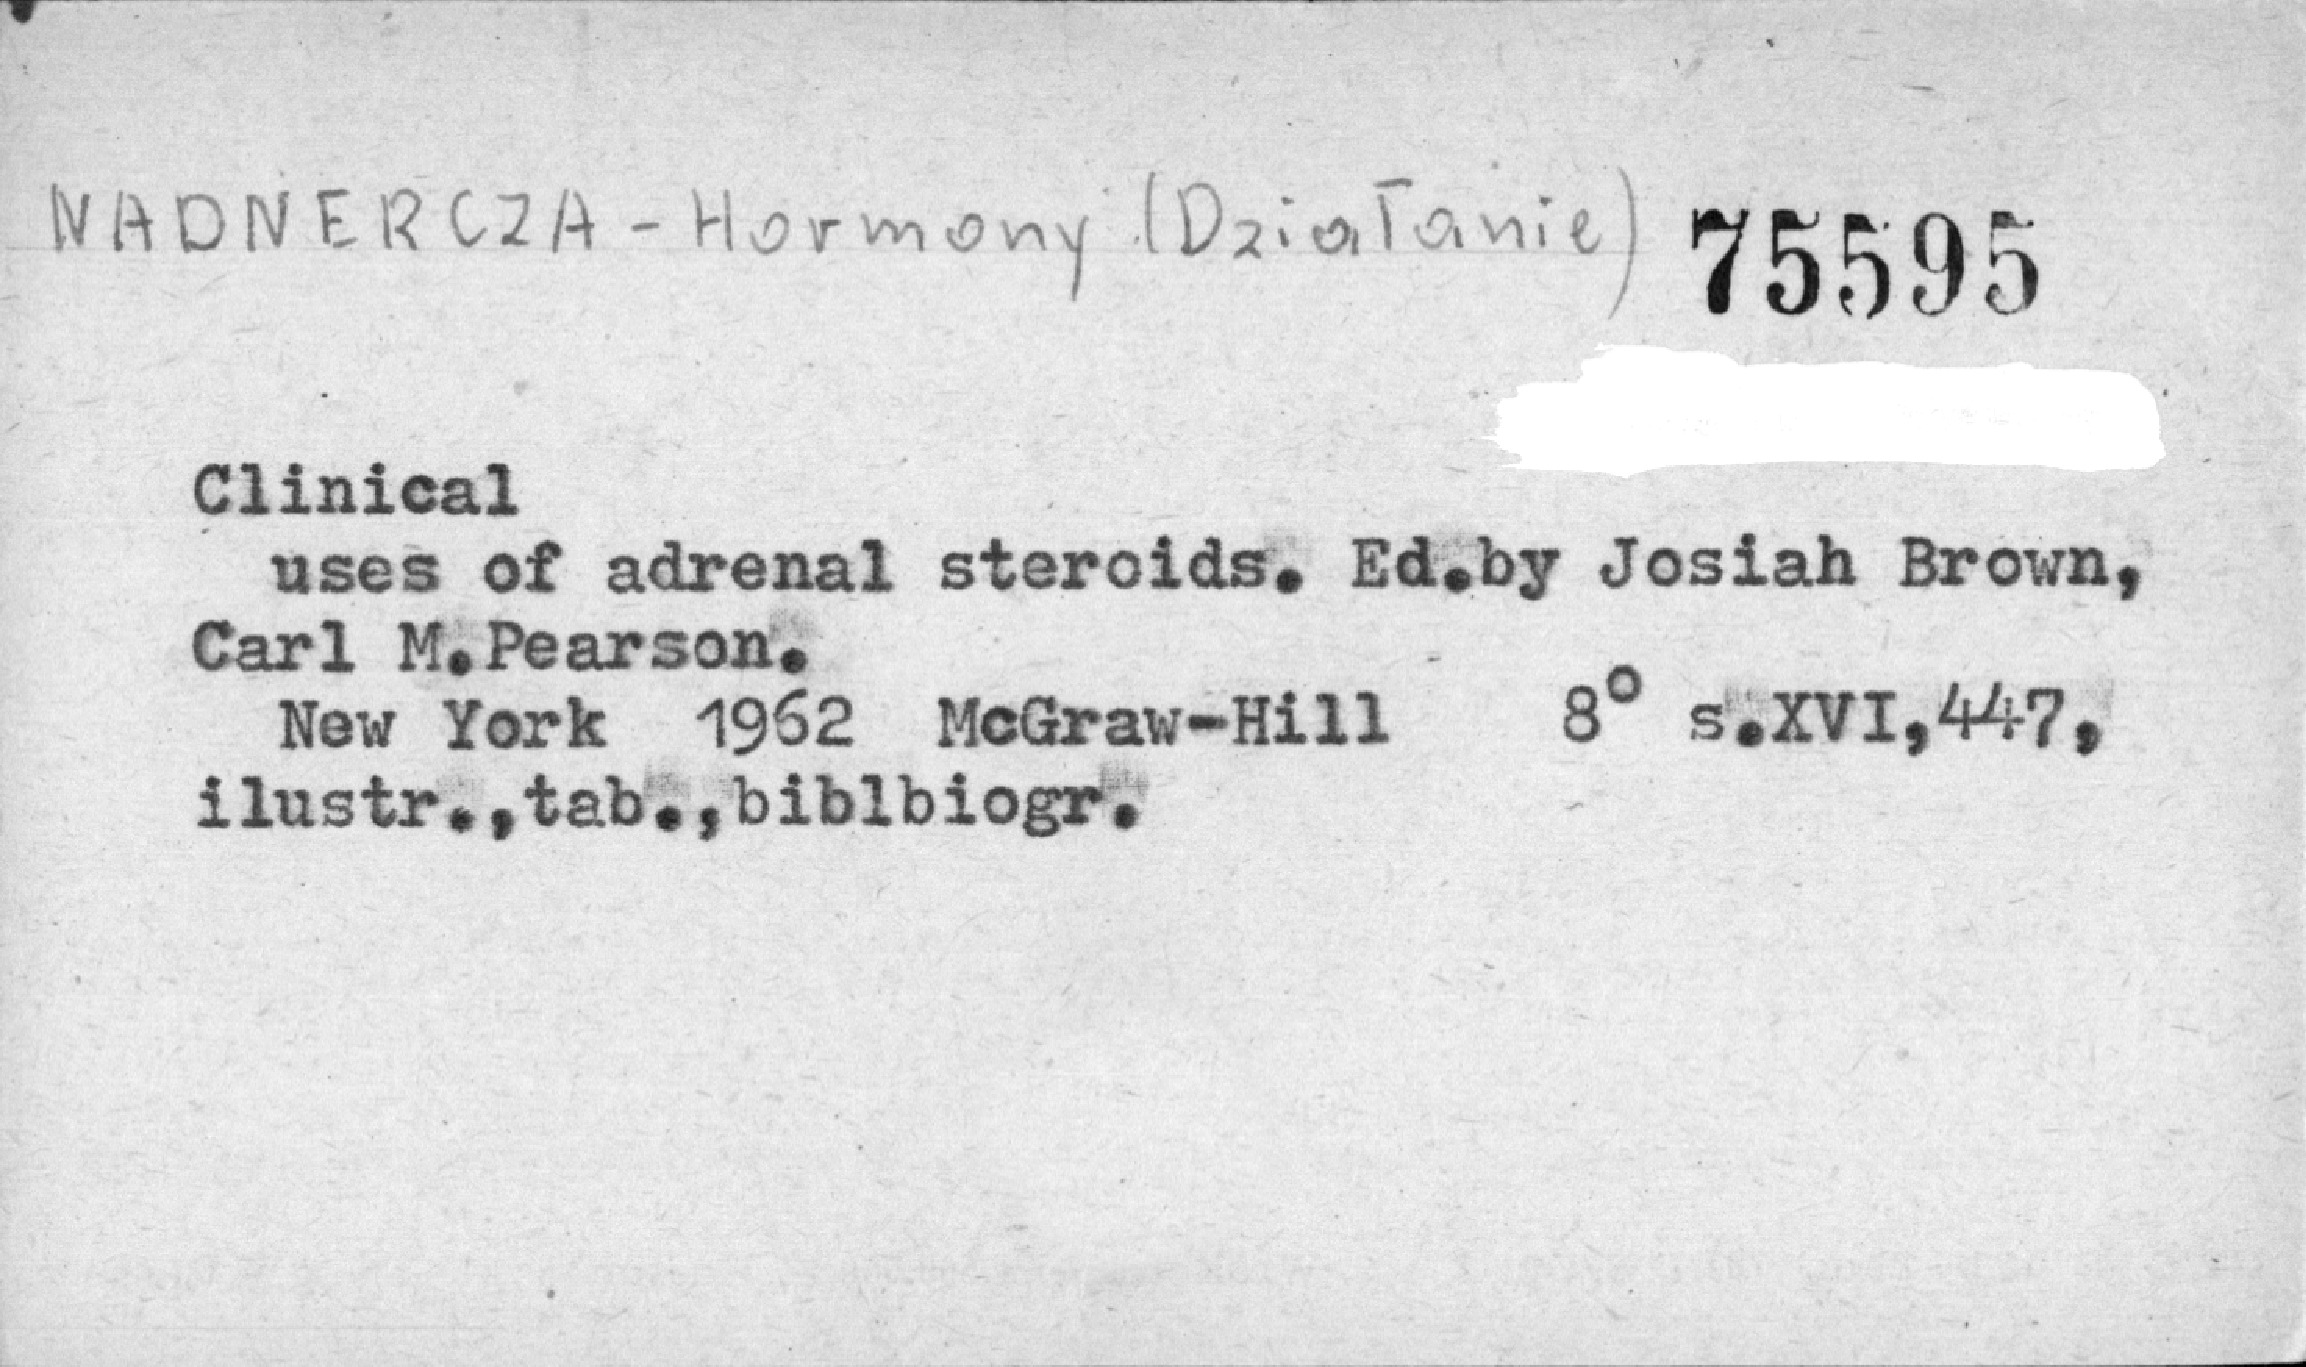 NADNERCZA - Hormony (Działanie) 75595
Clinical
uses of adrenal steroids. Ed.by Josiah Brown,
Carl M.Pearson.
New York 1962 McGraw-Hill 8° s.XVI,447,
ilustr.,tab.,biblbiogr.